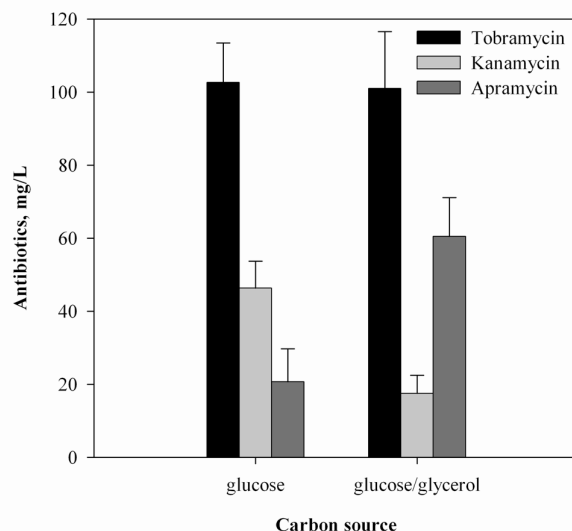 120
100
80
60
40
20
0
Antibiotics, mg/L
Tobramycin
Kanamycin
Apramycin
glucose
glucose/glycerol
Carbon source